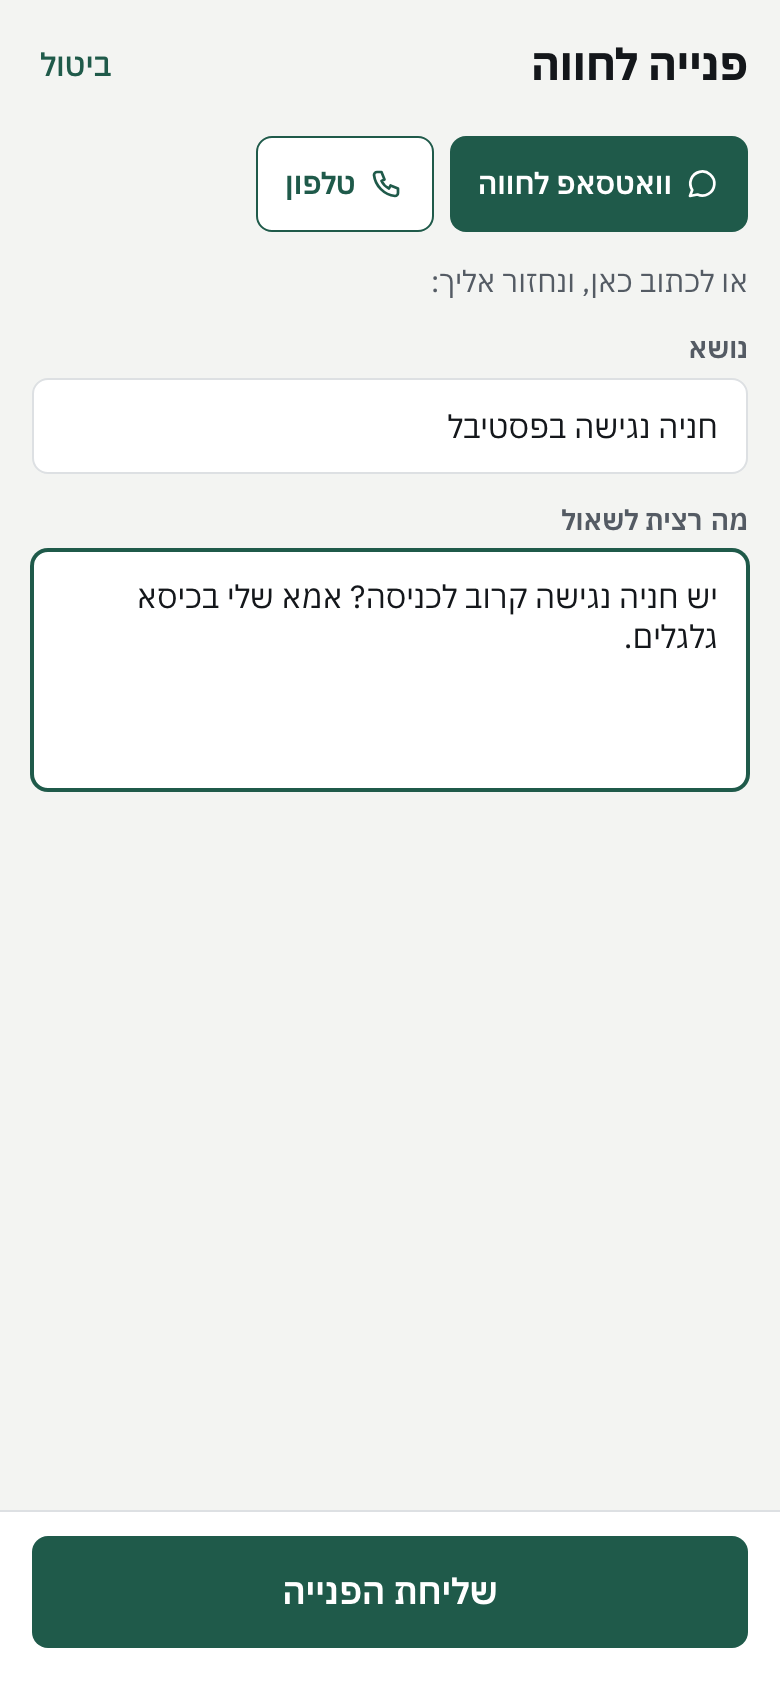 פנייה לחווה
ביטול
וואטסאפ לחווה
טלפון
או לכתוב כאן, ונחזור אליך:
נושא
חניה נגישה בפסטיבל
מה רצית לשאול
יש חניה נגישה קרוב לכניסה? אמא שלי בכיסא
גלגלים.
שליחת הפנייה